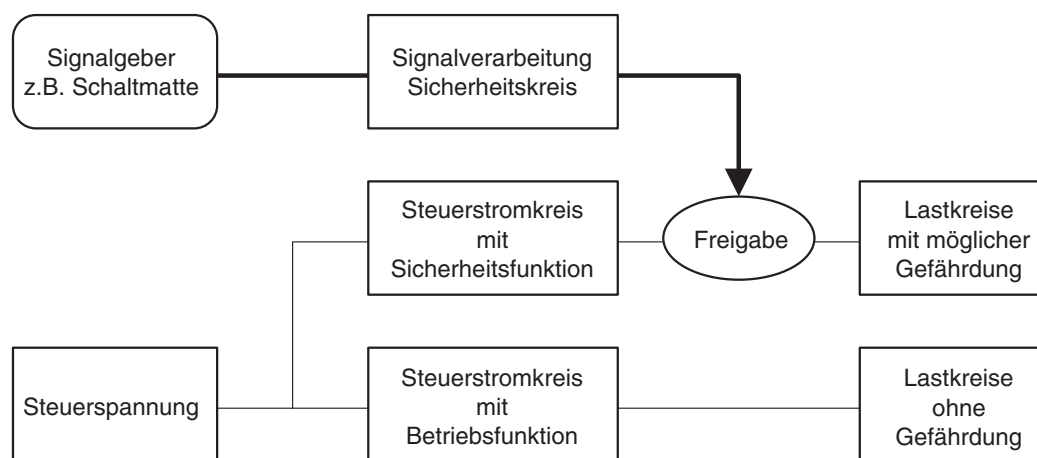 Signalgeber
z.B. Schaltmatte
Signalverarbeitung
Sicherheitskreis
Steuerstromkreis
mit
Sicherheitsfunktion
Freigabe
Lastkreise
mit möglicher
Gefährdung
Steuerspannung
Steuerstromkreis
mit
Betriebsfunktion
Lastkreise
ohne
Gefährdung